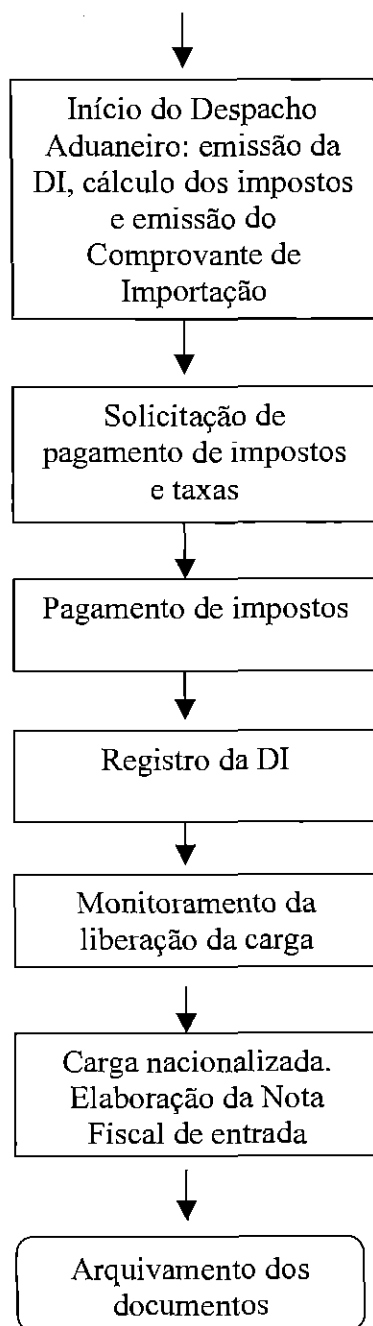 Início do Despacho
Aduaneiro: emissão da
DI, cálculo dos impostos
e emissão do
Comprovante de
Importação
Solicitação de
pagamento de impostos
e taxas
Pagamento de impostos
Registro da DI
Monitoramento da
liberação da carga
Carga nacionalizada.
Elaboração da Nota
Fiscal de entrada
Arquivamento dos
documentos